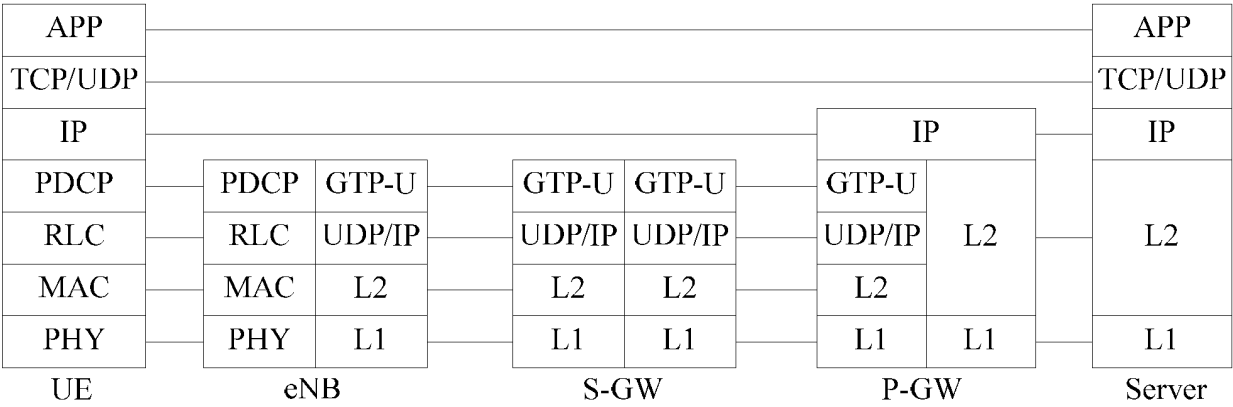 APP APP
TCP/UDP TCP/UDP
IP IP IP
PDCP PDCP GTP-U GTP-U GTP-U GTP-U
RLC RLC UDP/IP UDP/IP UDP/IP UDP/IP L2 L2
MAC MAC L2 L2 L2 L2
PHY PHY L1 L1 L1 L1 L1 L1
UE eNB S-GW P-GW Server